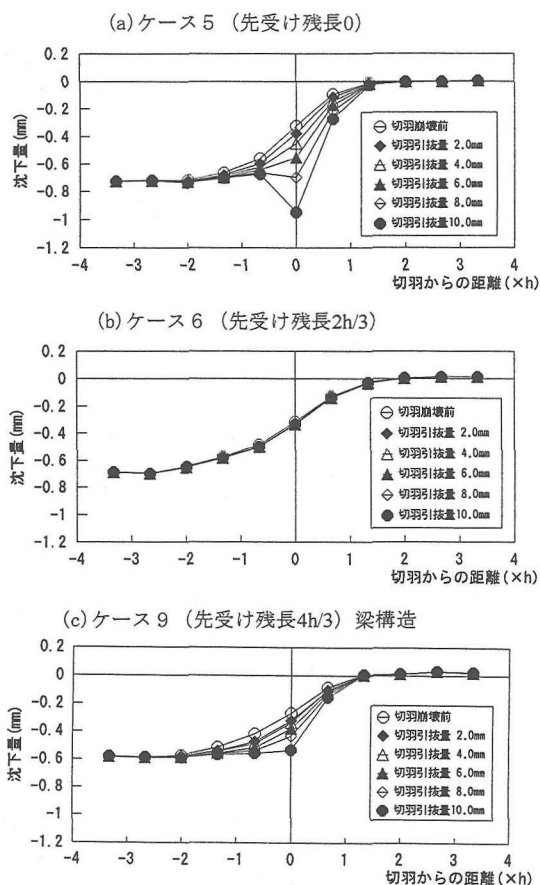 (a)ケース5 (先受け残長0)
0.2
0
-0.2
-0.4
-0.6
-0.8
-1
-1.2
沈下量(mm)
切羽崩壊前
切羽引抜量 2.0mm
切羽引抜量 4.0mm
切羽引抜量 6.0mm
切羽引抜量 8.0mm
切羽引抜量10.0mm
-4 -3 -2 -1 0 1 2 3 4
切羽からの距離(×h)
(b)ケース6 (先受け残長2h/3)
0.2
0
-0.2
-0.4
-0.6
-0.8
-1
-1.2
沈下量(mm)
切羽崩壊前
切羽引抜量 2.0mm
切羽引抜量 4.0mm
切羽引抜量 6.0mm
切羽引抜量 8.0mm
切羽引抜量10.0mm
-4 -3 -2 -1 0 1 2 3 4
切羽からの距離(×h)
(c)ケース9 (先受け残長4h/3) 梁構造
0.2
0
-0.2
-0.4
-0.6
-0.8
-1
-1.2
沈下量(mm)
切羽崩壊前
切羽引抜量 2.0mm
切羽引抜量 4.0mm
切羽引抜量 6.0mm
切羽引抜量 8.0mm
切羽引抜量10.0mm
-4 -3 -2 -1 0 1 2 3 4
切羽からの距離(×h)